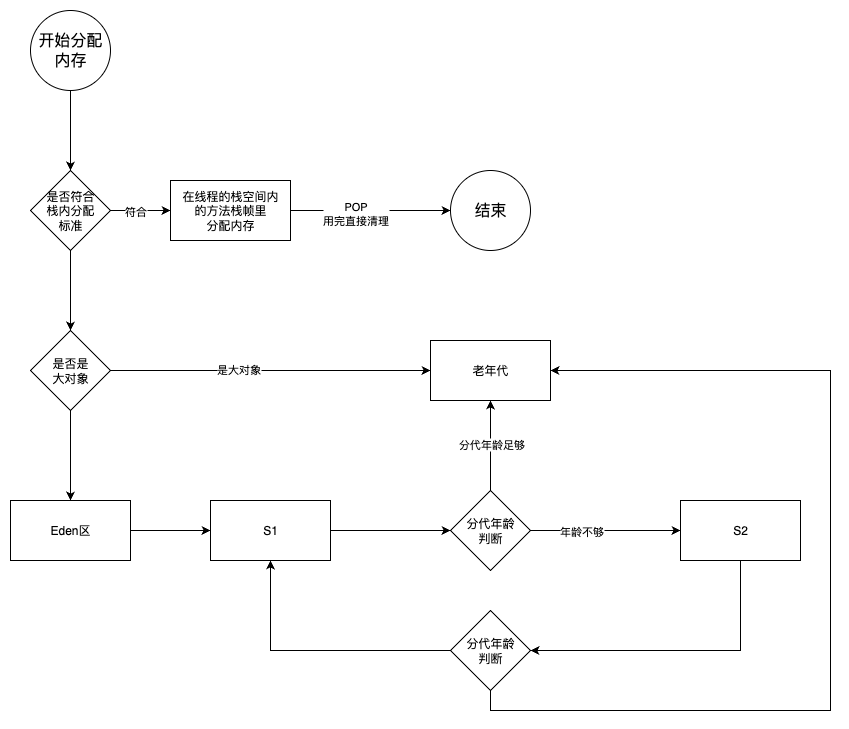 开始分配
内存
是否符合
栈内分配
标准
符合
在线程的栈空间内
的方法栈帧里
分配内存
POP
用完直接清理
结束
是否是
大对象
是大对象
老年代
分代年龄足够
Eden区
S1
分代年龄
判断
年龄不够
S2
分代年龄
判断